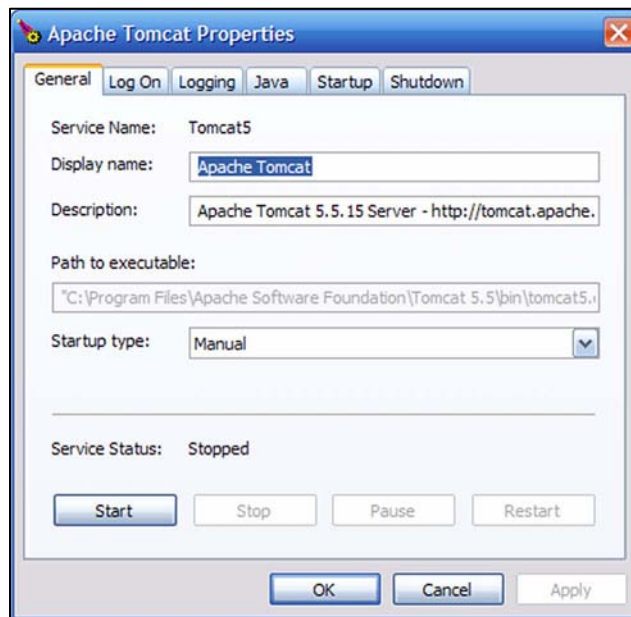 Apache Tomcat Properties
General Log On Logging Java Startup Shutdown
Service Name: Tomcat5
Display name: Apache Tomcat
Description: Apache Tomcat 5.5.15 Server - http://tomcat.apache.
Path to executable:
"C:\Program Files\Apache Software Foundation\Tomcat 5.5\bin\tomcat5.
Startup type: Manual
Service Status: Stopped
Start Stop Pause Restart
OK Cancel Apply